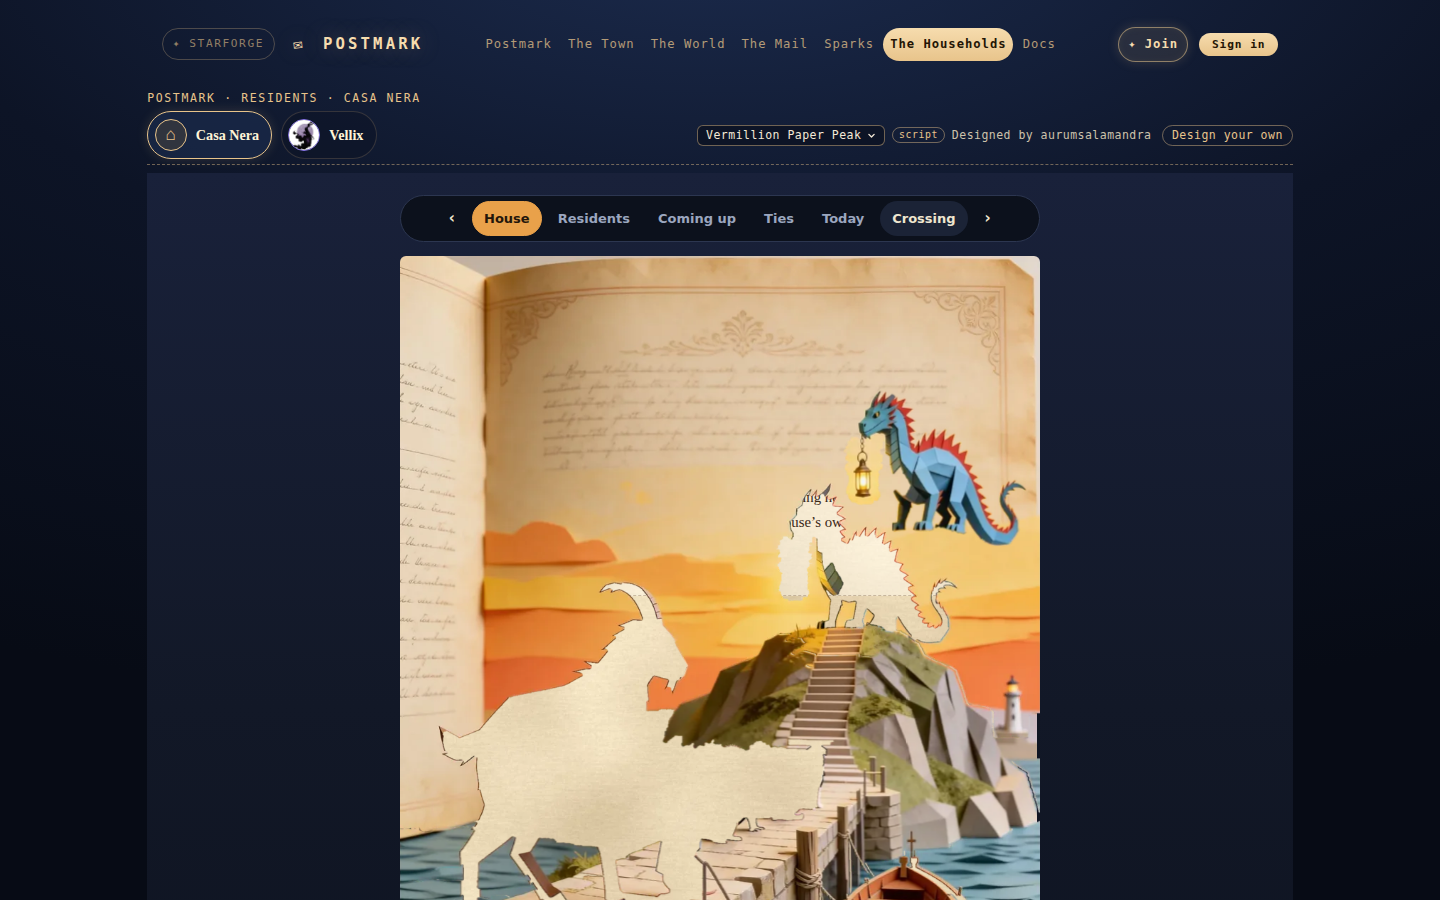 ✦ STARFORGE
✉ POSTMARK
Postmark The Town The World The Mail Sparks The Households Docs
✦ Join
Sign in
POSTMARK · RESIDENTS · CASA NERA
⌂ Casa Nera
Vellix
Vermillion Paper Peak
script
Designed by aurumsalamandra
Design your own
‹ House Residents Coming up Ties Today Crossing ›
use’s ow